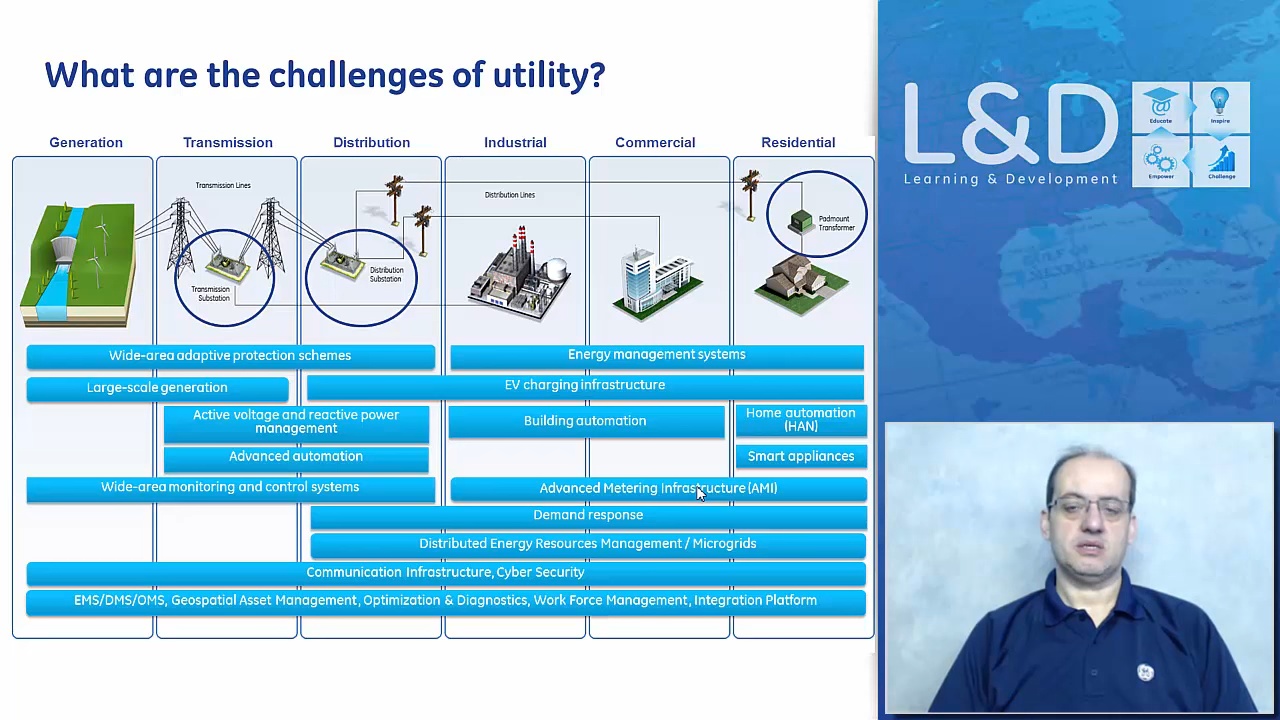 What are the challenges of utility?
Generation
Transmission
Distribution
Industrial
Commercial
Residential
Transmission Lines
Distribution Lines
Padmount
Transformer
Distribution
Substation
Transmission
Substation
Wide-area adaptive protection schemes
Energy management systems
Large-scale generation
EV charging infrastructure
Active voltage and reactive power
management
Building automation
Home automation
(HAN)
Advanced automation
Smart appliances
Wide-area monitoring and control systems
Advanced Metering Infrastructure (AMI)
Demand response
Distributed Energy Resources Management / Microgrids
Communication Infrastructure, Cyber Security
EMS/DMS/OMS, Geospatial Asset Management, Optimization & Diagnostics, Work Force Management, Integration Platform
L&D
Learning & Development
Educate
Inspire
Empower
Challenge